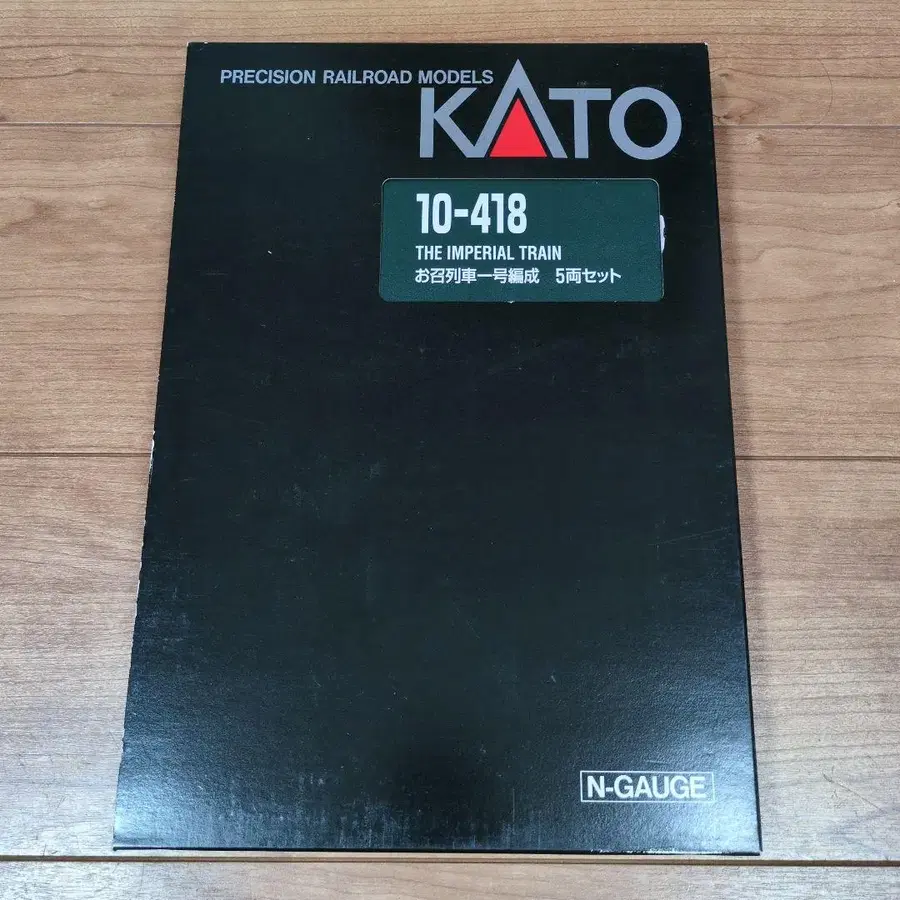 PRECISION RAILROAD MODELS
KATO
10-418
THE IMPERIAL TRAIN
お召列車一号編成　5両セット
N-GAUGE